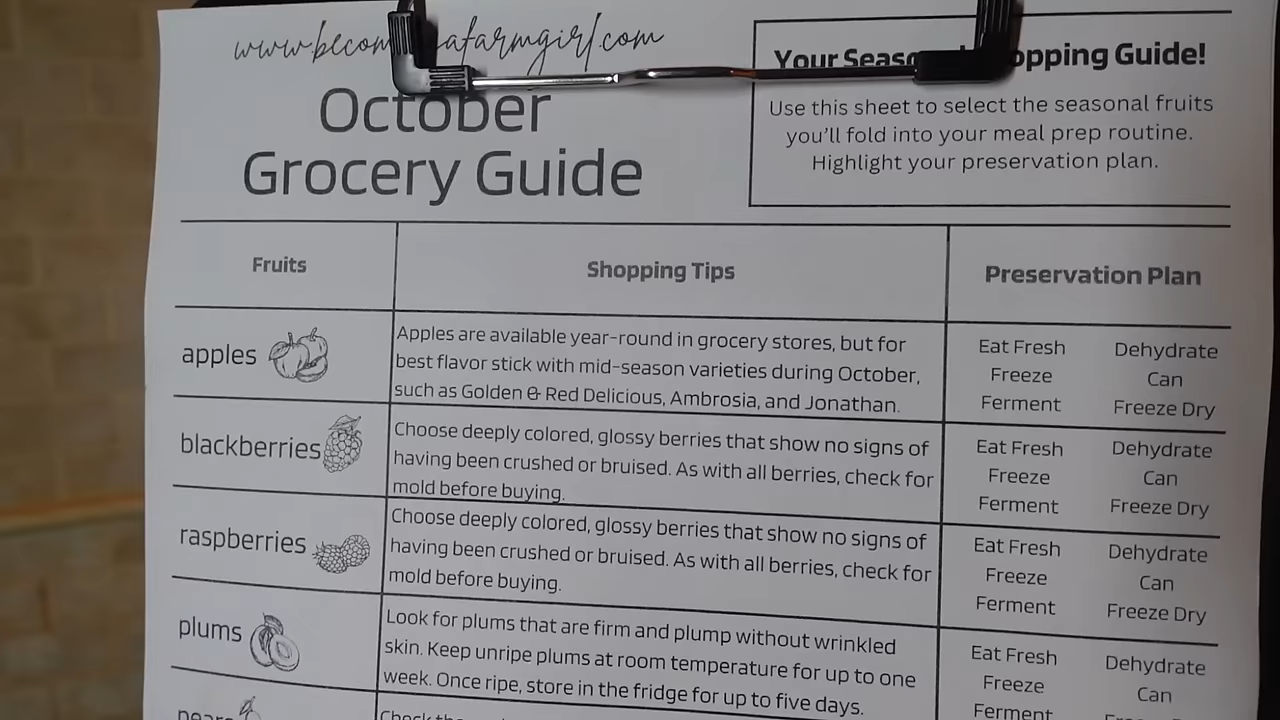 October
Grocery Guide
Use this sheet to select the seasonal fruits
you'll fold into your meal prep routine.
Highlight your preservation plan.
Your Shopping Guide!
Fruits
Shopping Tips
Preservation Plan
apples
Apples are available year-round in grocery stores, but for
best flavor stick with mid-season varieties during October,
such as Golden & Red Delicious, Ambrosia, and Jonathan.
Eat Fresh Dehydrate
Freeze Can
Ferment Freeze Dry
blackberries
Choose deeply colored, glossy berries that show no signs of
having been crushed or bruised. As with all berries, check for
mold before buying.
Eat Fresh Dehydrate
Freeze Can
Ferment Freeze Dry
raspberries
Choose deeply colored, glossy berries that show no signs of
having been crushed or bruised. As with all berries, check for
mold before buying.
Eat Fresh Dehydrate
Freeze Can
Ferment Freeze Dry
plums
Look for plums that are firm and plump without wrinkled
skin. Keep unripe plums at room temperature for up to one
week. Once ripe, store in the fridge for up to five days.
Eat Fresh Dehydrate
Freeze Can
Ferment
pears
Check